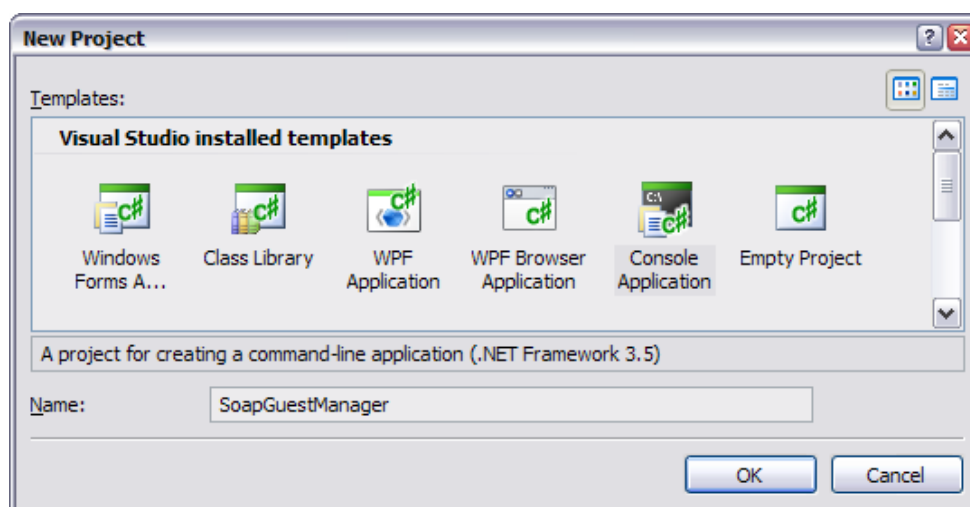 New Project
Templates:
Visual Studio installed templates
C# C# C# C# C:\ C# C#
Windows Forms A...
Class Library
WPF Application
WPF Browser Application
Console Application
Empty Project
A project for creating a command-line application (.NET Framework 3.5)
Name: SoapGuestManager
OK Cancel